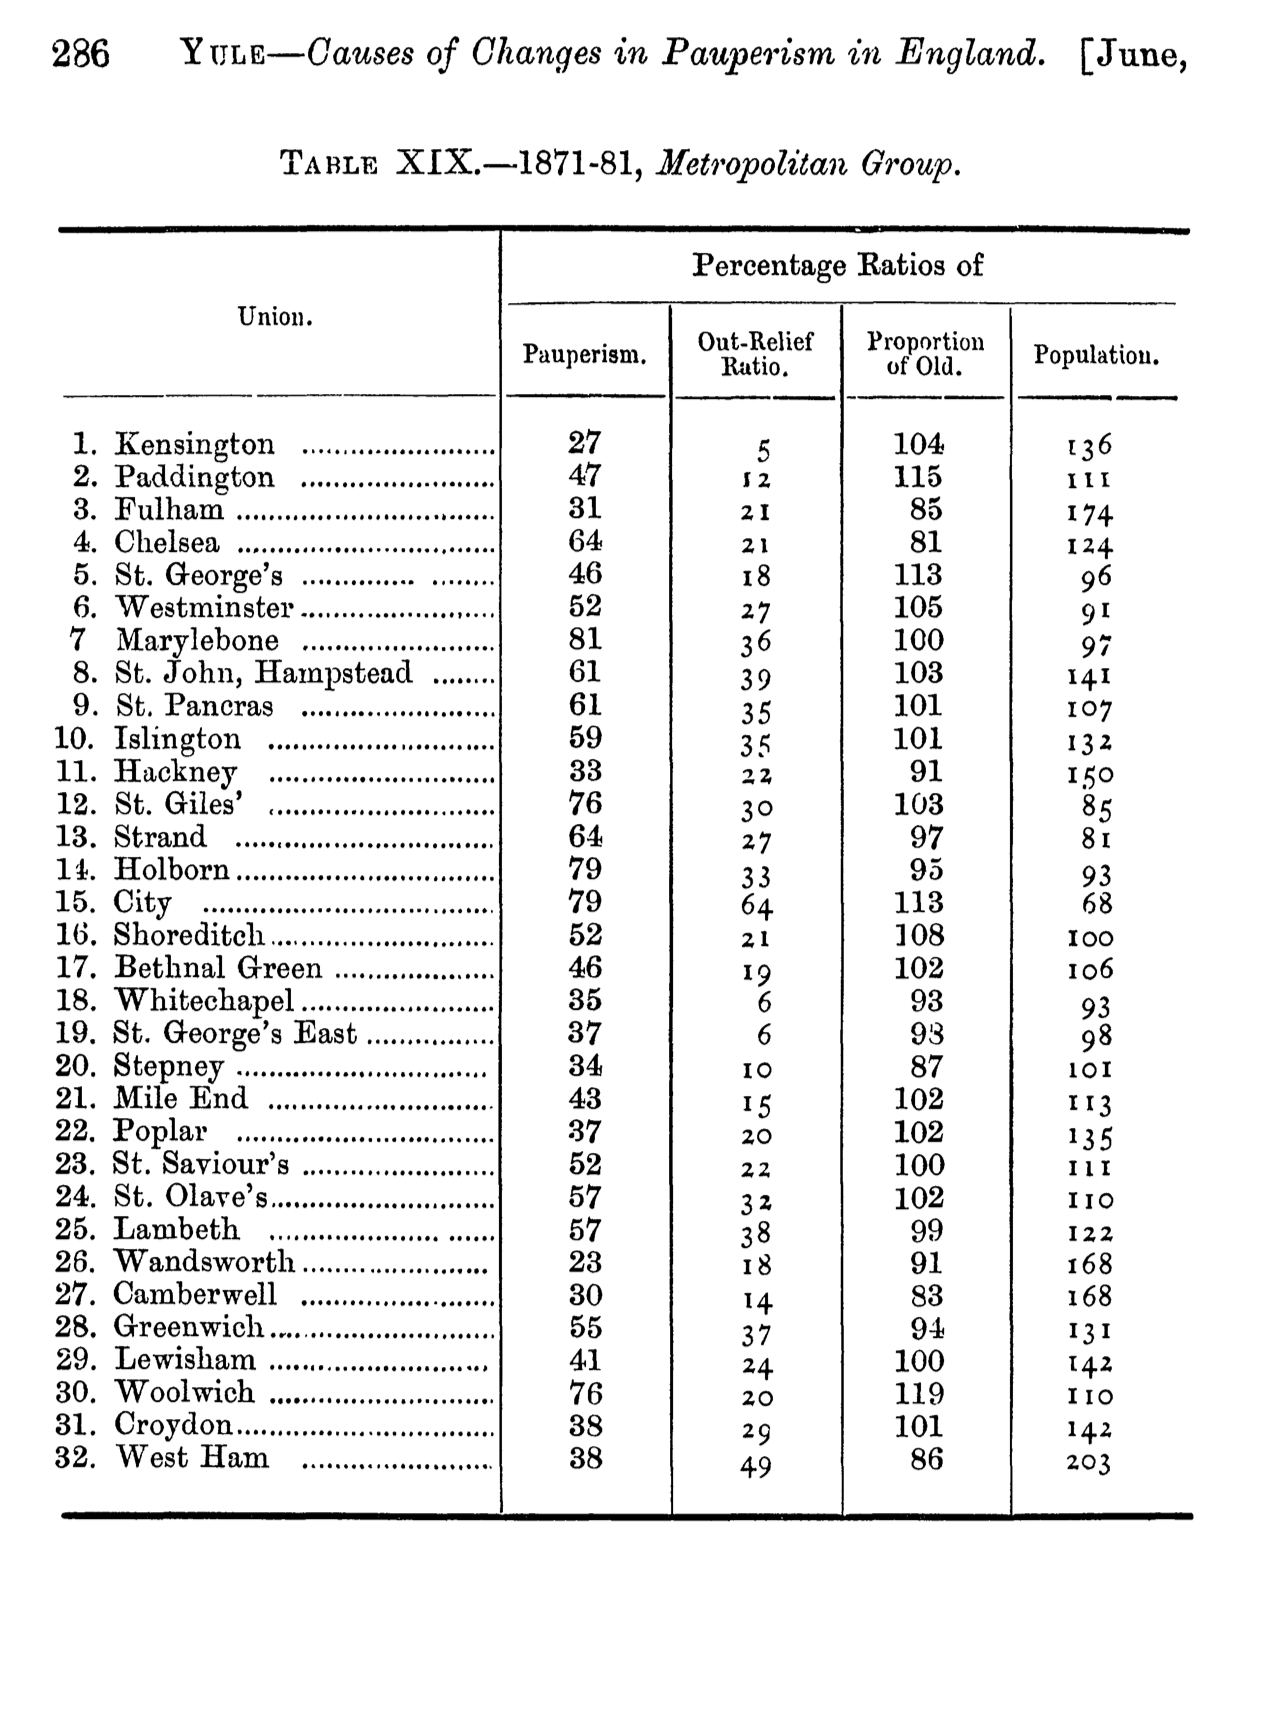 286 YULE—Causes of Changes in Pauperism in England. [June,
TABLE XIX.—1871-81, Metropolitan Group.
Percentage Ratios of
Union.
Pauperism. Out-Relief Ratio. Proportion of Old. Population.
1. Kensington ........................ 27 5 104 136
2. Paddington ........................ 47 12 115 111
3. Fulham ................................ 31 21 85 174
4. Chelsea ................................ 64 21 81 124
5. St. George's .............. ........ 46 18 113 96
6. Westminster ........................ 52 27 105 91
7 Marylebone ........................ 81 36 100 97
8. St. John, Hampstead ........ 61 39 103 141
9. St. Pancras ........................ 61 35 101 107
10. Islington ............................ 59 35 101 132
11. Hackney ............................ 33 22 91 150
12. St. Giles' ............................ 76 30 103 85
13. Strand ................................ 64 27 97 81
14. Holborn ................................ 79 33 95 93
15. City .................................... 79 64 113 68
16. Shoreditch ............................ 52 21 108 100
17. Bethnal Green .................... 46 19 102 106
18. Whitechapel ........................ 35 6 93 93
19. St. George's East ................ 37 6 93 98
20. Stepney ................................ 34 10 87 101
21. Mile End ............................ 43 15 102 113
22. Poplar ................................ 37 20 102 135
23. St. Saviour's ........................ 52 22 100 111
24. St. Olave's ............................ 57 32 102 110
25. Lambeth ..................... ...... 57 38 99 122
26. Wandsworth ....................... 23 18 91 168
27. Camberwell ........................ 30 14 83 168
28. Greenwich ............................ 55 37 94 131
29. Lewisham ........................... 41 24 100 142
30. Woolwich ............................ 76 20 119 110
31. Croydon ................................ 38 29 101 142
32. West Ham ........................ 38 49 86 203